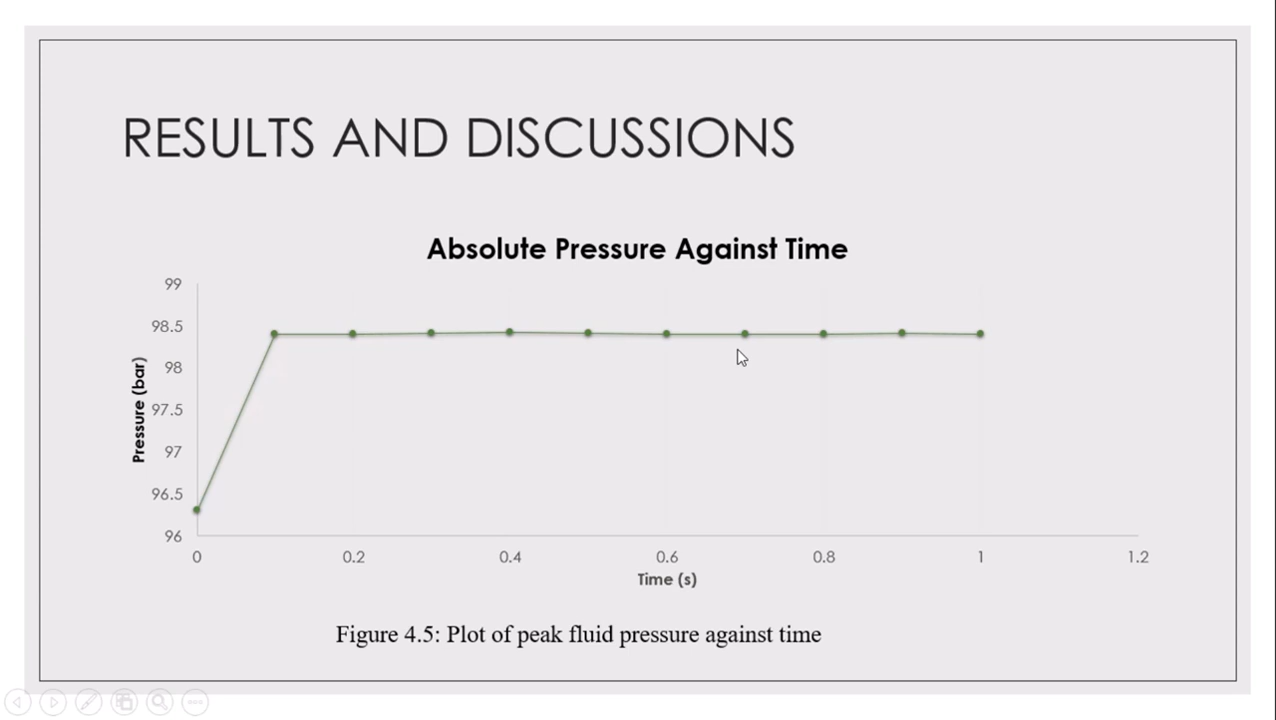 RESULTS AND DISCUSSIONS
Absolute Pressure Against Time
99
98.5
98
97.5
97
96.5
96
Pressure (bar)
0 0.2 0.4 0.6 0.8 1 1.2
Time (s)
Figure 4.5: Plot of peak fluid pressure against time